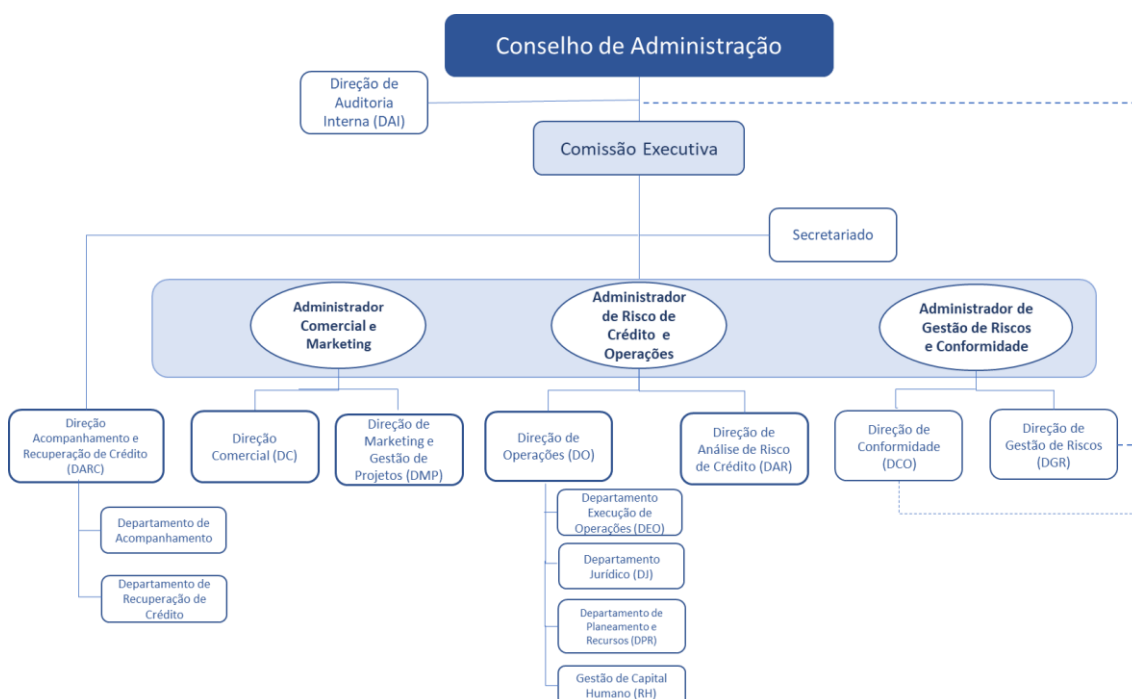 Conselho de Administração
Direção de
Auditoria
Interna (DAI)
Comissão Executiva
Secretariado
Administrador
Comercial e
Marketing
Administrador
de Risco de
Crédito e
Operações
Administrador de
Gestão de Riscos
e Conformidade
Direção
Acompanhamento e
Recuperação de Crédito (DARC)
Direção
Comercial (DC)
Direção de
Marketing e
Gestão de
Projetos (DMP)
Direção de
Operações (DO)
Direção de
Análise de Risco
de Crédito (DAR)
Direção de
Conformidade
(DCO)
Direção de
Gestão de Riscos
(DGR)
Departamento de
Acompanhamento
Departamento de
Recuperação de
Crédito
Departamento
Execução de
Operações (DEO)
Departamento
Jurídico (DJ)
Departamento de
Planeamento e
Recursos (DPR)
Gestão de Capital
Humano (RH)